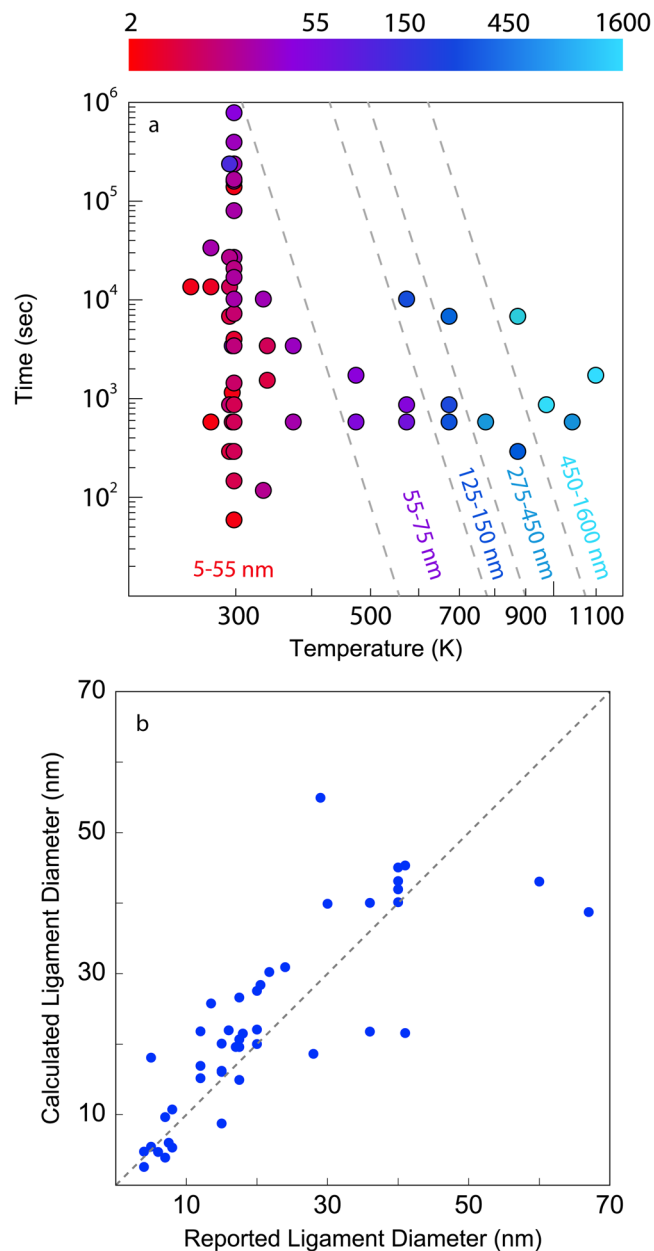 2 55 150 450 1600
a
10^6
10^5
10^4
10^3
10^2
Time (sec)
5-55 nm
55-75 nm
125-150 nm
275-450 nm
450-1600 nm
300 500 700 900 1100
Temperature (K)
b
70
50
30
10
Calculated Ligament Diameter (nm)
10 30 50 70
Reported Ligament Diameter (nm)